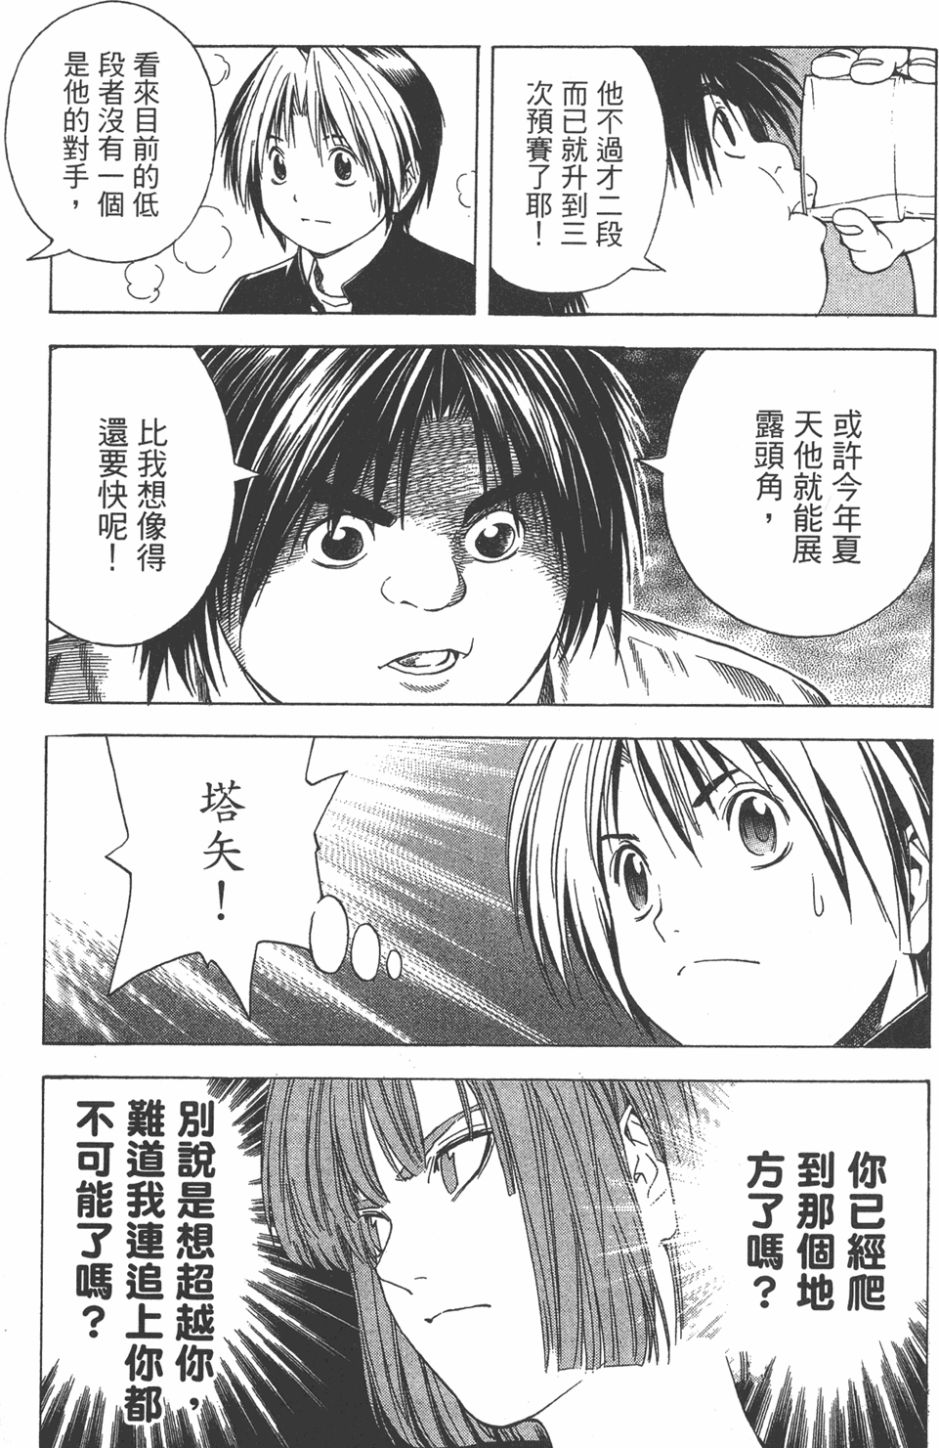 他不過才二段
而已就升到三
次預賽了耶！
看來目前的低
段者沒有一個
是他的對手，
或許今年夏
天他就能展
露頭角，
比我想像得
還要快呢！
塔矢！
你已經爬
到那個地
方了嗎？
別說是想超越你，
難道我連追上你都
不可能了嗎？